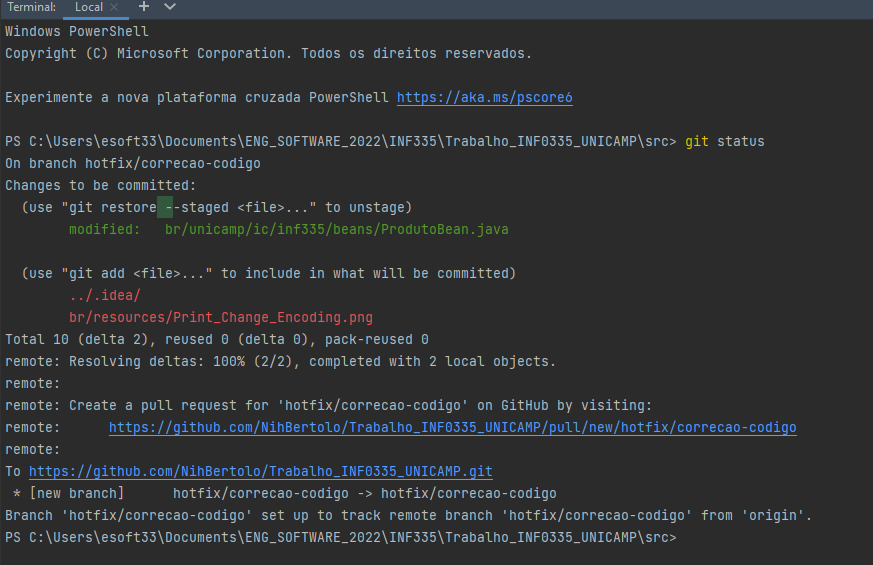 Terminal: Local × +
Windows PowerShell
Copyright (C) Microsoft Corporation. Todos os direitos reservados.
Experimente a nova plataforma cruzada PowerShell https://aka.ms/pscore6
PS C:\Users\esoft33\Documents\ENG_SOFTWARE_2022\INF335\Trabalho_INF0335_UNICAMP\src> git status
On branch hotfix/correcao-codigo
Changes to be committed:
(use "git restore --staged <file>..." to unstage)
modified: br/unicamp/ic/inf335/beans/ProdutoBean.java
(use "git add <file>..." to include in what will be committed)
../.idea/
br/resources/Print_Change_Encoding.png
Total 10 (delta 2), reused 0 (delta 0), pack-reused 0
remote: Resolving deltas: 100% (2/2), completed with 2 local objects.
remote:
remote: Create a pull request for 'hotfix/correcao-codigo' on GitHub by visiting:
remote: https://github.com/NihBertolo/Trabalho_INF0335_UNICAMP/pull/new/hotfix/correcao-codigo
remote:
To https://github.com/NihBertolo/Trabalho_INF0335_UNICAMP.git
* [new branch] hotfix/correcao-codigo -> hotfix/correcao-codigo
Branch 'hotfix/correcao-codigo' set up to track remote branch 'hotfix/correcao-codigo' from 'origin'.
PS C:\Users\esoft33\Documents\ENG_SOFTWARE_2022\INF335\Trabalho_INF0335_UNICAMP\src>